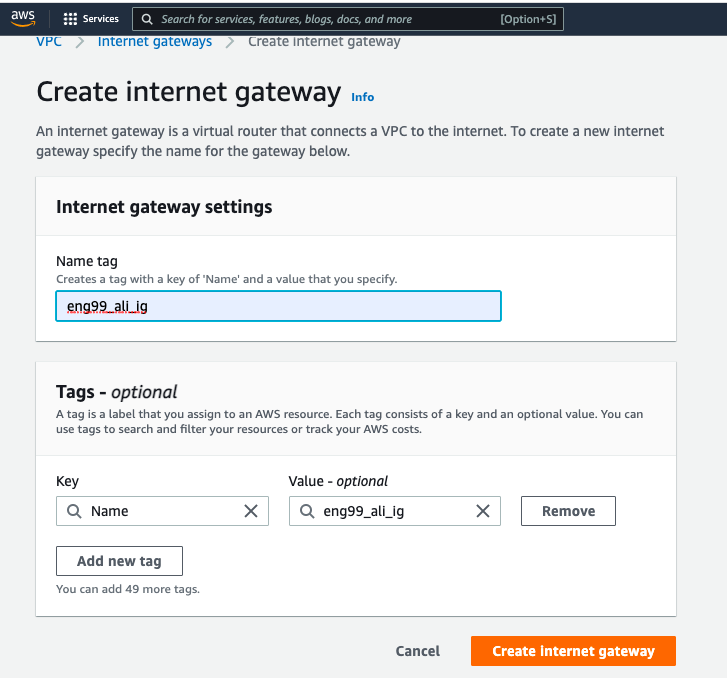 aws Services Search for services, features, blogs, docs, and more [Option+S]
VPC > Internet gateways > Create internet gateway
Create internet gateway Info
An internet gateway is a virtual router that connects a VPC to the internet. To create a new internet
gateway specify the name for the gateway below.
Internet gateway settings
Name tag
Creates a tag with a key of 'Name' and a value that you specify.
eng99_ali_ig
Tags - optional
A tag is a label that you assign to an AWS resource. Each tag consists of a key and an optional value. You can
use tags to search and filter your resources or track your AWS costs.
Key Value - optional
Name eng99_ali_ig Remove
Add new tag
You can add 49 more tags.
Cancel Create internet gateway